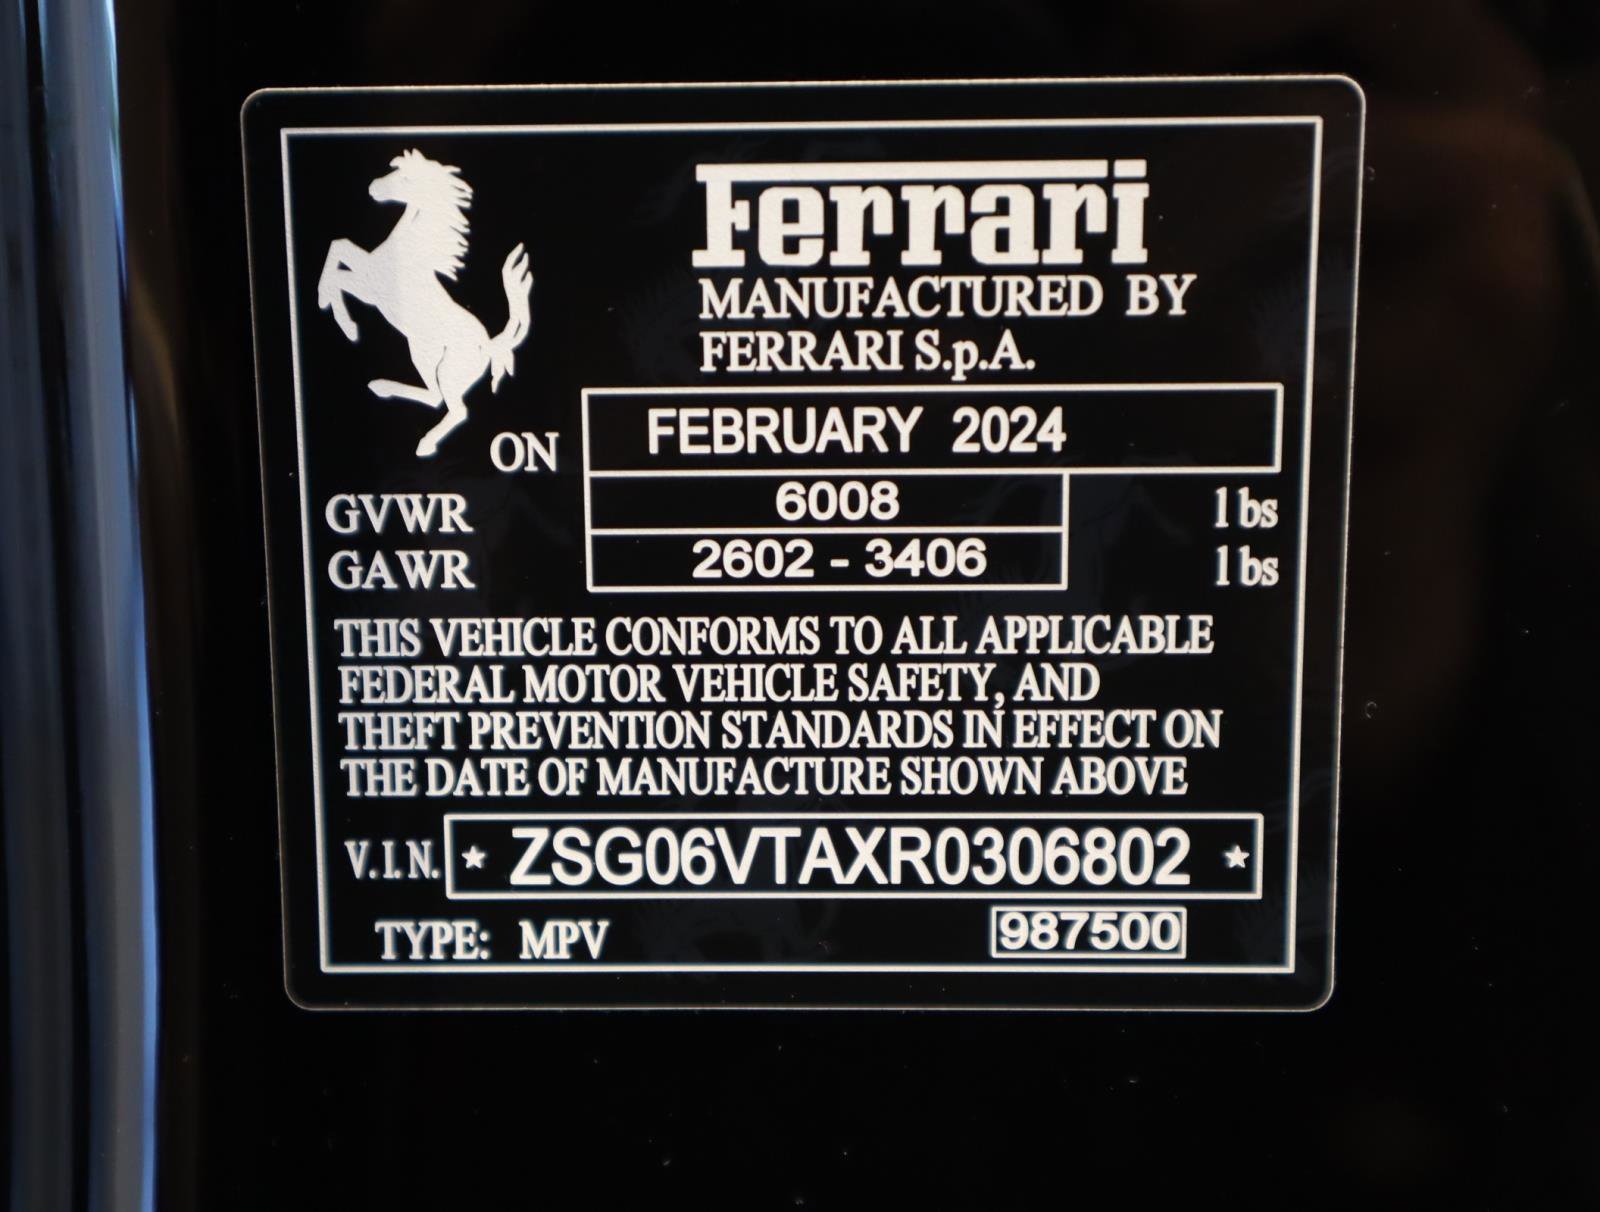 Ferrari
MANUFACTURED BY
FERRARI S.p.A.
ON FEBRUARY 2024
GVWR 6008 lbs
GAWR 2602 - 3406 lbs
THIS VEHICLE CONFORMS TO ALL APPLICABLE
FEDERAL MOTOR VEHICLE SAFETY, AND
THEFT PREVENTION STANDARDS IN EFFECT ON
THE DATE OF MANUFACTURE SHOWN ABOVE
V.I.N. ★ ZSG06VTAXR0306802 ★
TYPE: MPV 987500